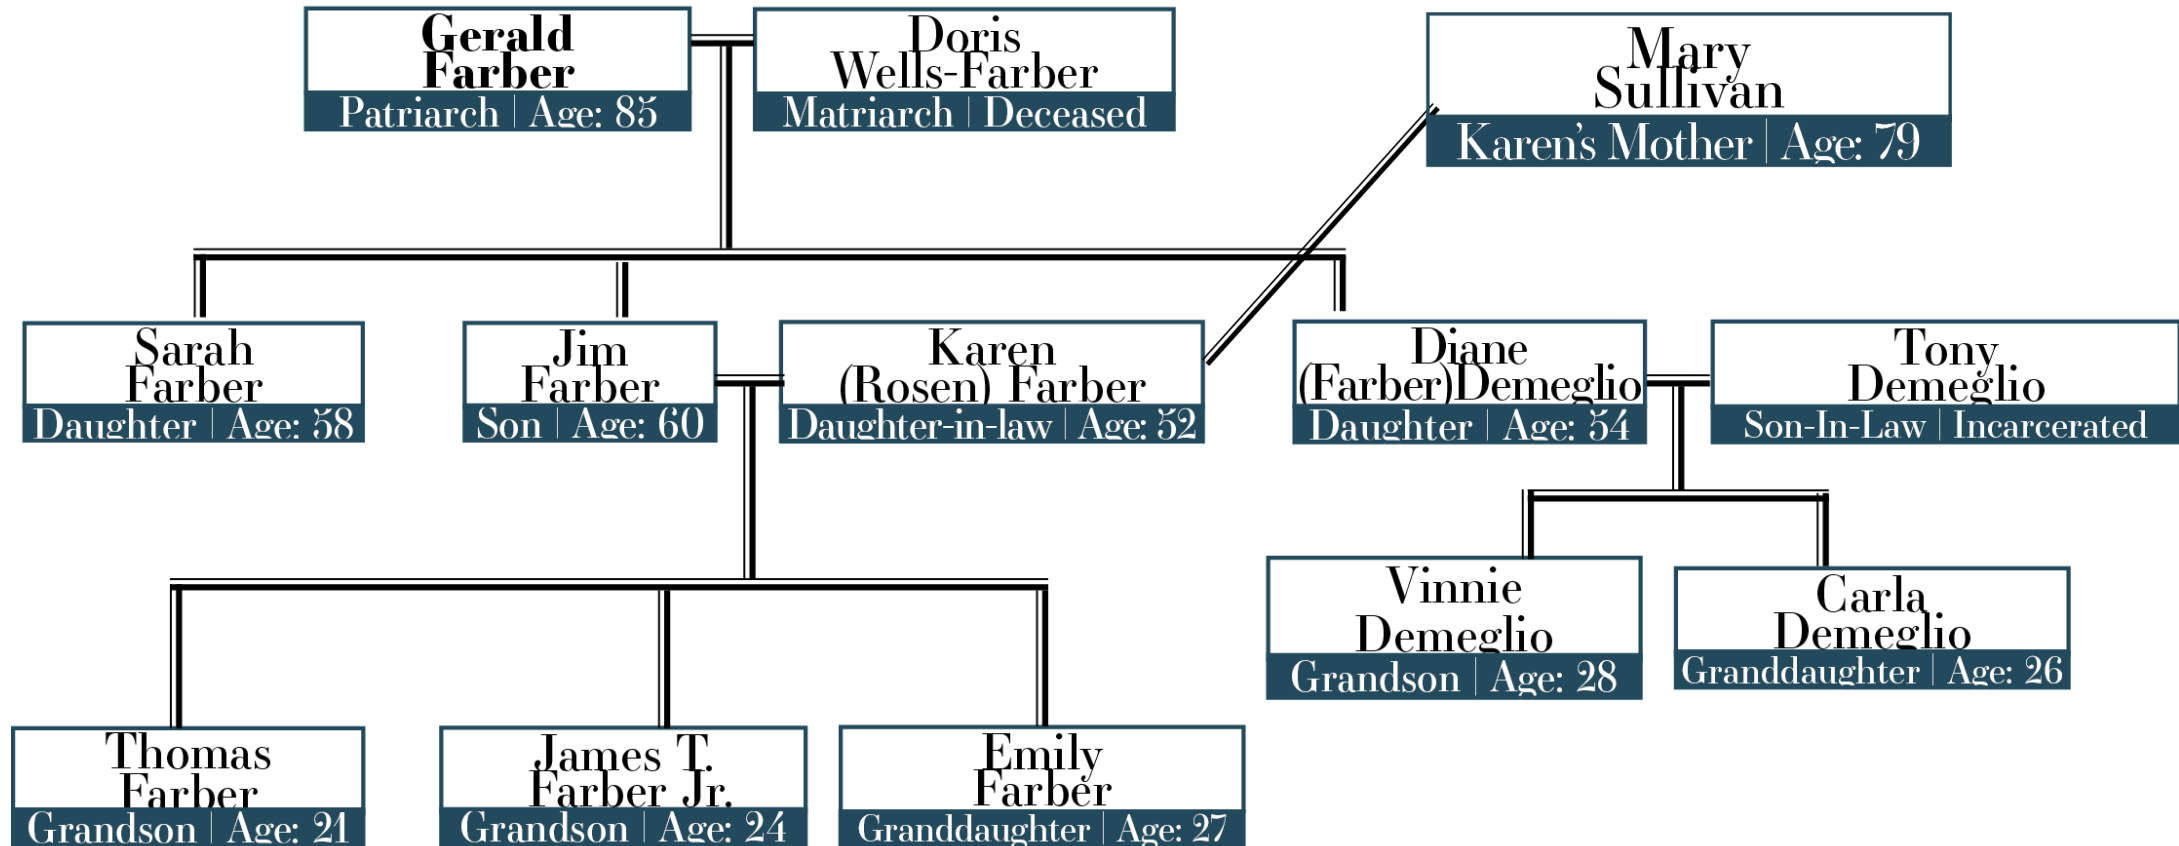 Gerald
Farber
Patriarch | Age: 85
Doris
Wells-Farber
Matriarch | Deceased
Mary
Sullivan
Karen's Mother | Age: 79
Sarah
Farber
Daughter | Age: 58
Jim
Farber
Son | Age: 60
Karen
(Rosen) Farber
Daughter-in-law | Age: 52
Diane
(Farber)Demeglio
Daughter | Age: 54
Tony
Demeglio
Son-In-Law | Incarcerated
Vinnie
Demeglio
Grandson | Age: 28
Carla
Demeglio
Granddaughter | Age: 26
Thomas
Farber
Grandson | Age: 21
James T.
Farber Jr.
Grandson | Age: 24
Emily
Farber
Granddaughter | Age: 27